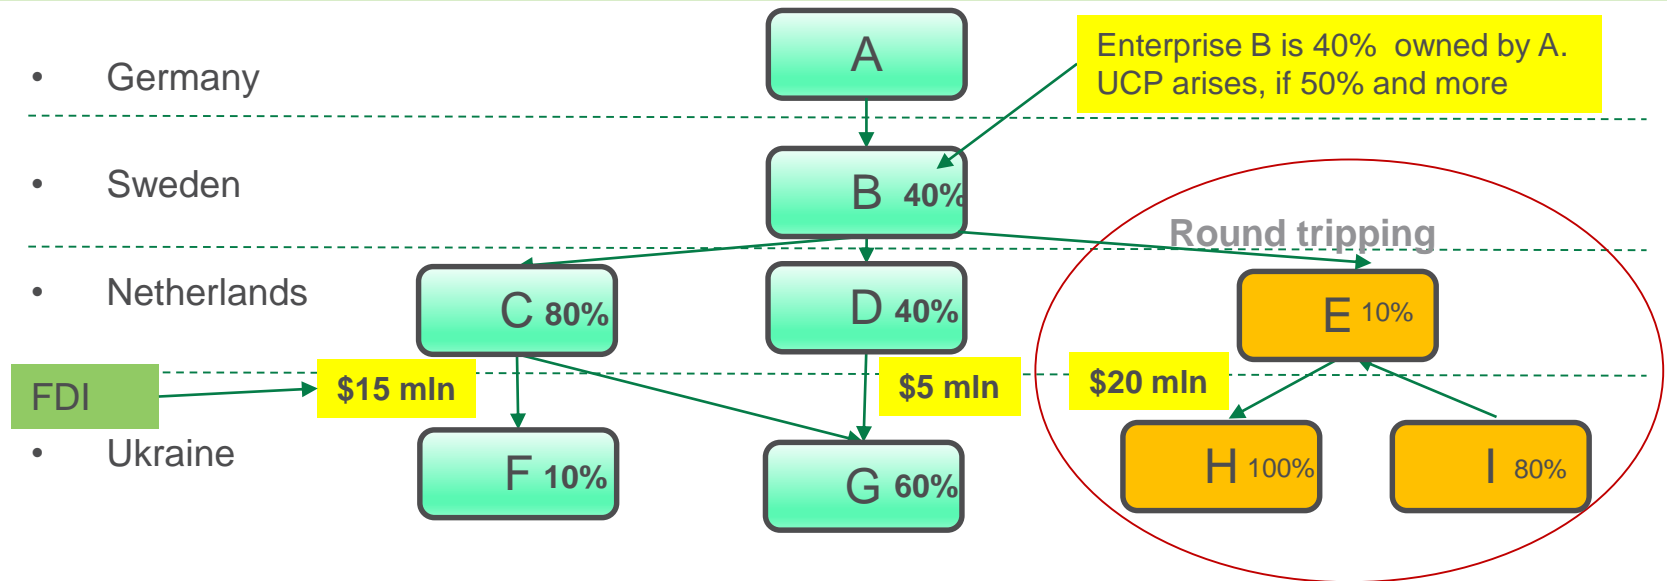 A
Enterprise B is 40%  owned by A.
UCP arises, if 50% and more
• Germany
• Sweden
B 40%
Round tripping
• Netherlands
C 80%
D 40%
E 10%
FDI
$15 mln
$5 mln
$20 mln
• Ukraine
F 10%
G 60%
H 100%
I 80%